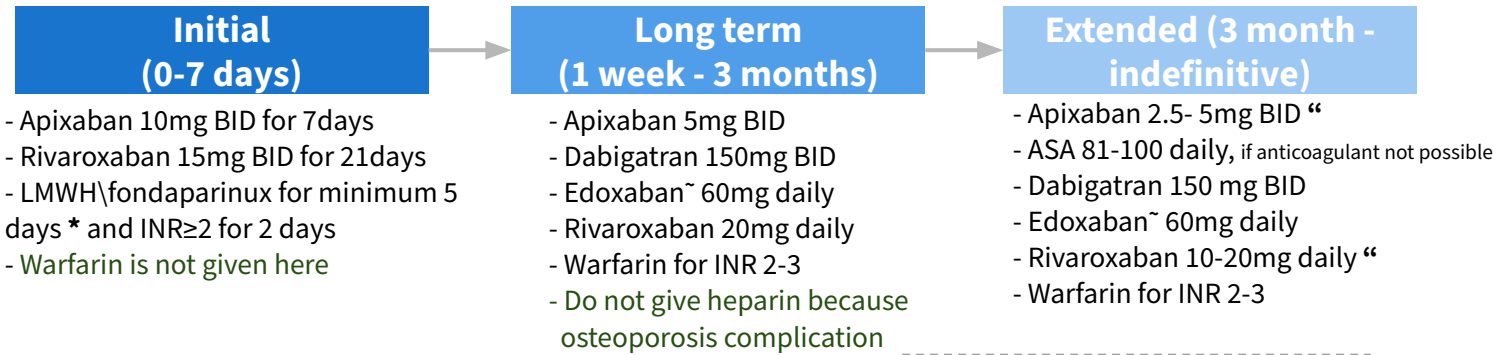 Initial
(0-7 days)
- Apixaban 10mg BID for 7days
- Rivaroxaban 15mg BID for 21days
- LMWH\fondaparinux for minimum 5
days * and INR≥2 for 2 days
- Warfarin is not given here
Long term
(1 week - 3 months)
- Apixaban 5mg BID
- Dabigatran 150mg BID
- Edoxaban˜ 60mg daily
- Rivaroxaban 20mg daily
- Warfarin for INR 2-3
- Do not give heparin because
osteoporosis complication
Extended (3 month -
indefinitive)
- Apixaban 2.5- 5mg BID “
- ASA 81-100 daily, if anticoagulant not possible
- Dabigatran 150 mg BID
- Edoxaban˜ 60mg daily
- Rivaroxaban 10-20mg daily “
- Warfarin for INR 2-3